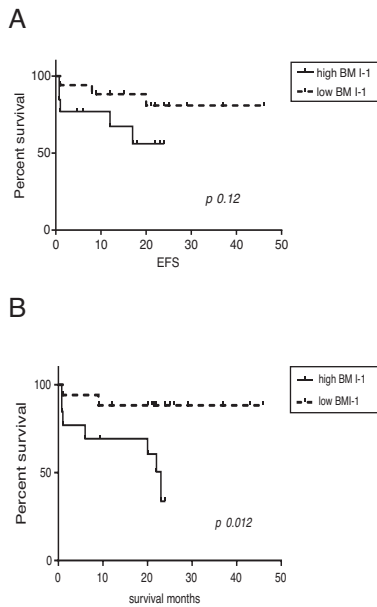 A
high BM I-1
low BM I-1
Percent survival
100
50
0
0 10 20 30 40 50
p 0.12
EFS
B
high BM I-1
low BMI-1
Percent survival
100
50
0
0 10 20 30 40 50
p 0.012
survival months